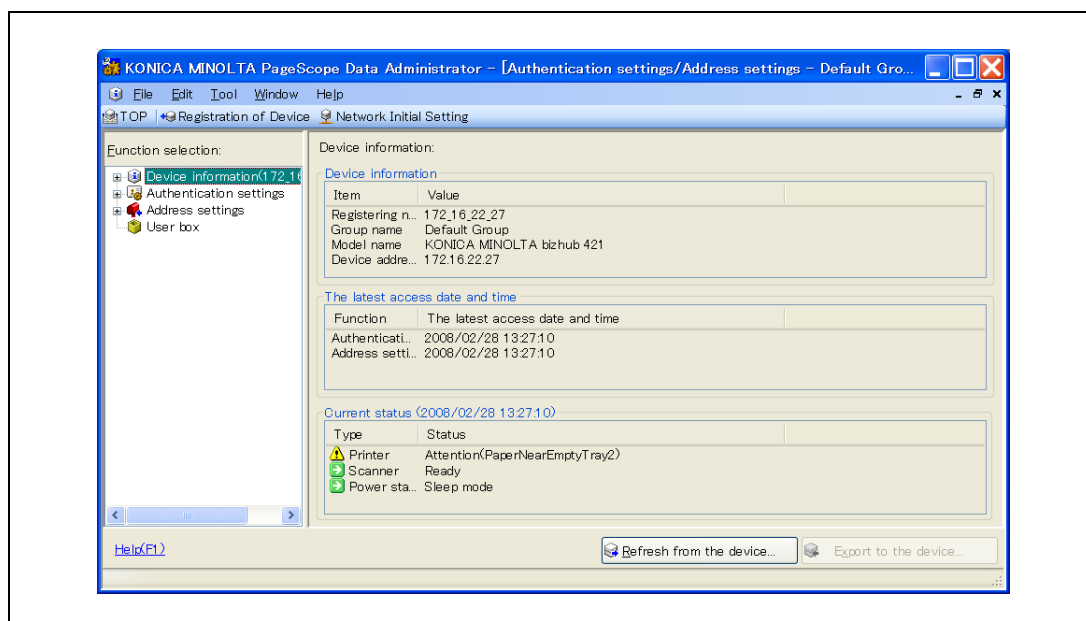 KONICA MINOLTA PageScope Data Administrator - [Authentication settings/Address settings - Default Gro...
File Edit Tool Window Help
TOP Registration of Device Network Initial Setting
Function selection:
Device information(172_16
Authentication settings
Address settings
User box
Device information:
Device information
Item Value
Registering n... 172_16_22_27
Group name Default Group
Model name KONICA MINOLTA bizhub 421
Device addre... 172.16.22.27
The latest access date and time
Function The latest access date and time
Authenticati... 2008/02/28 13:27:10
Address setti... 2008/02/28 13:27:10
Current status (2008/02/28 13:27:10)
Type Status
Printer Attention(PaperNearEmptyTray2)
Scanner Ready
Power sta... Sleep mode
Help(F1)
Refresh from the device...
Export to the device...